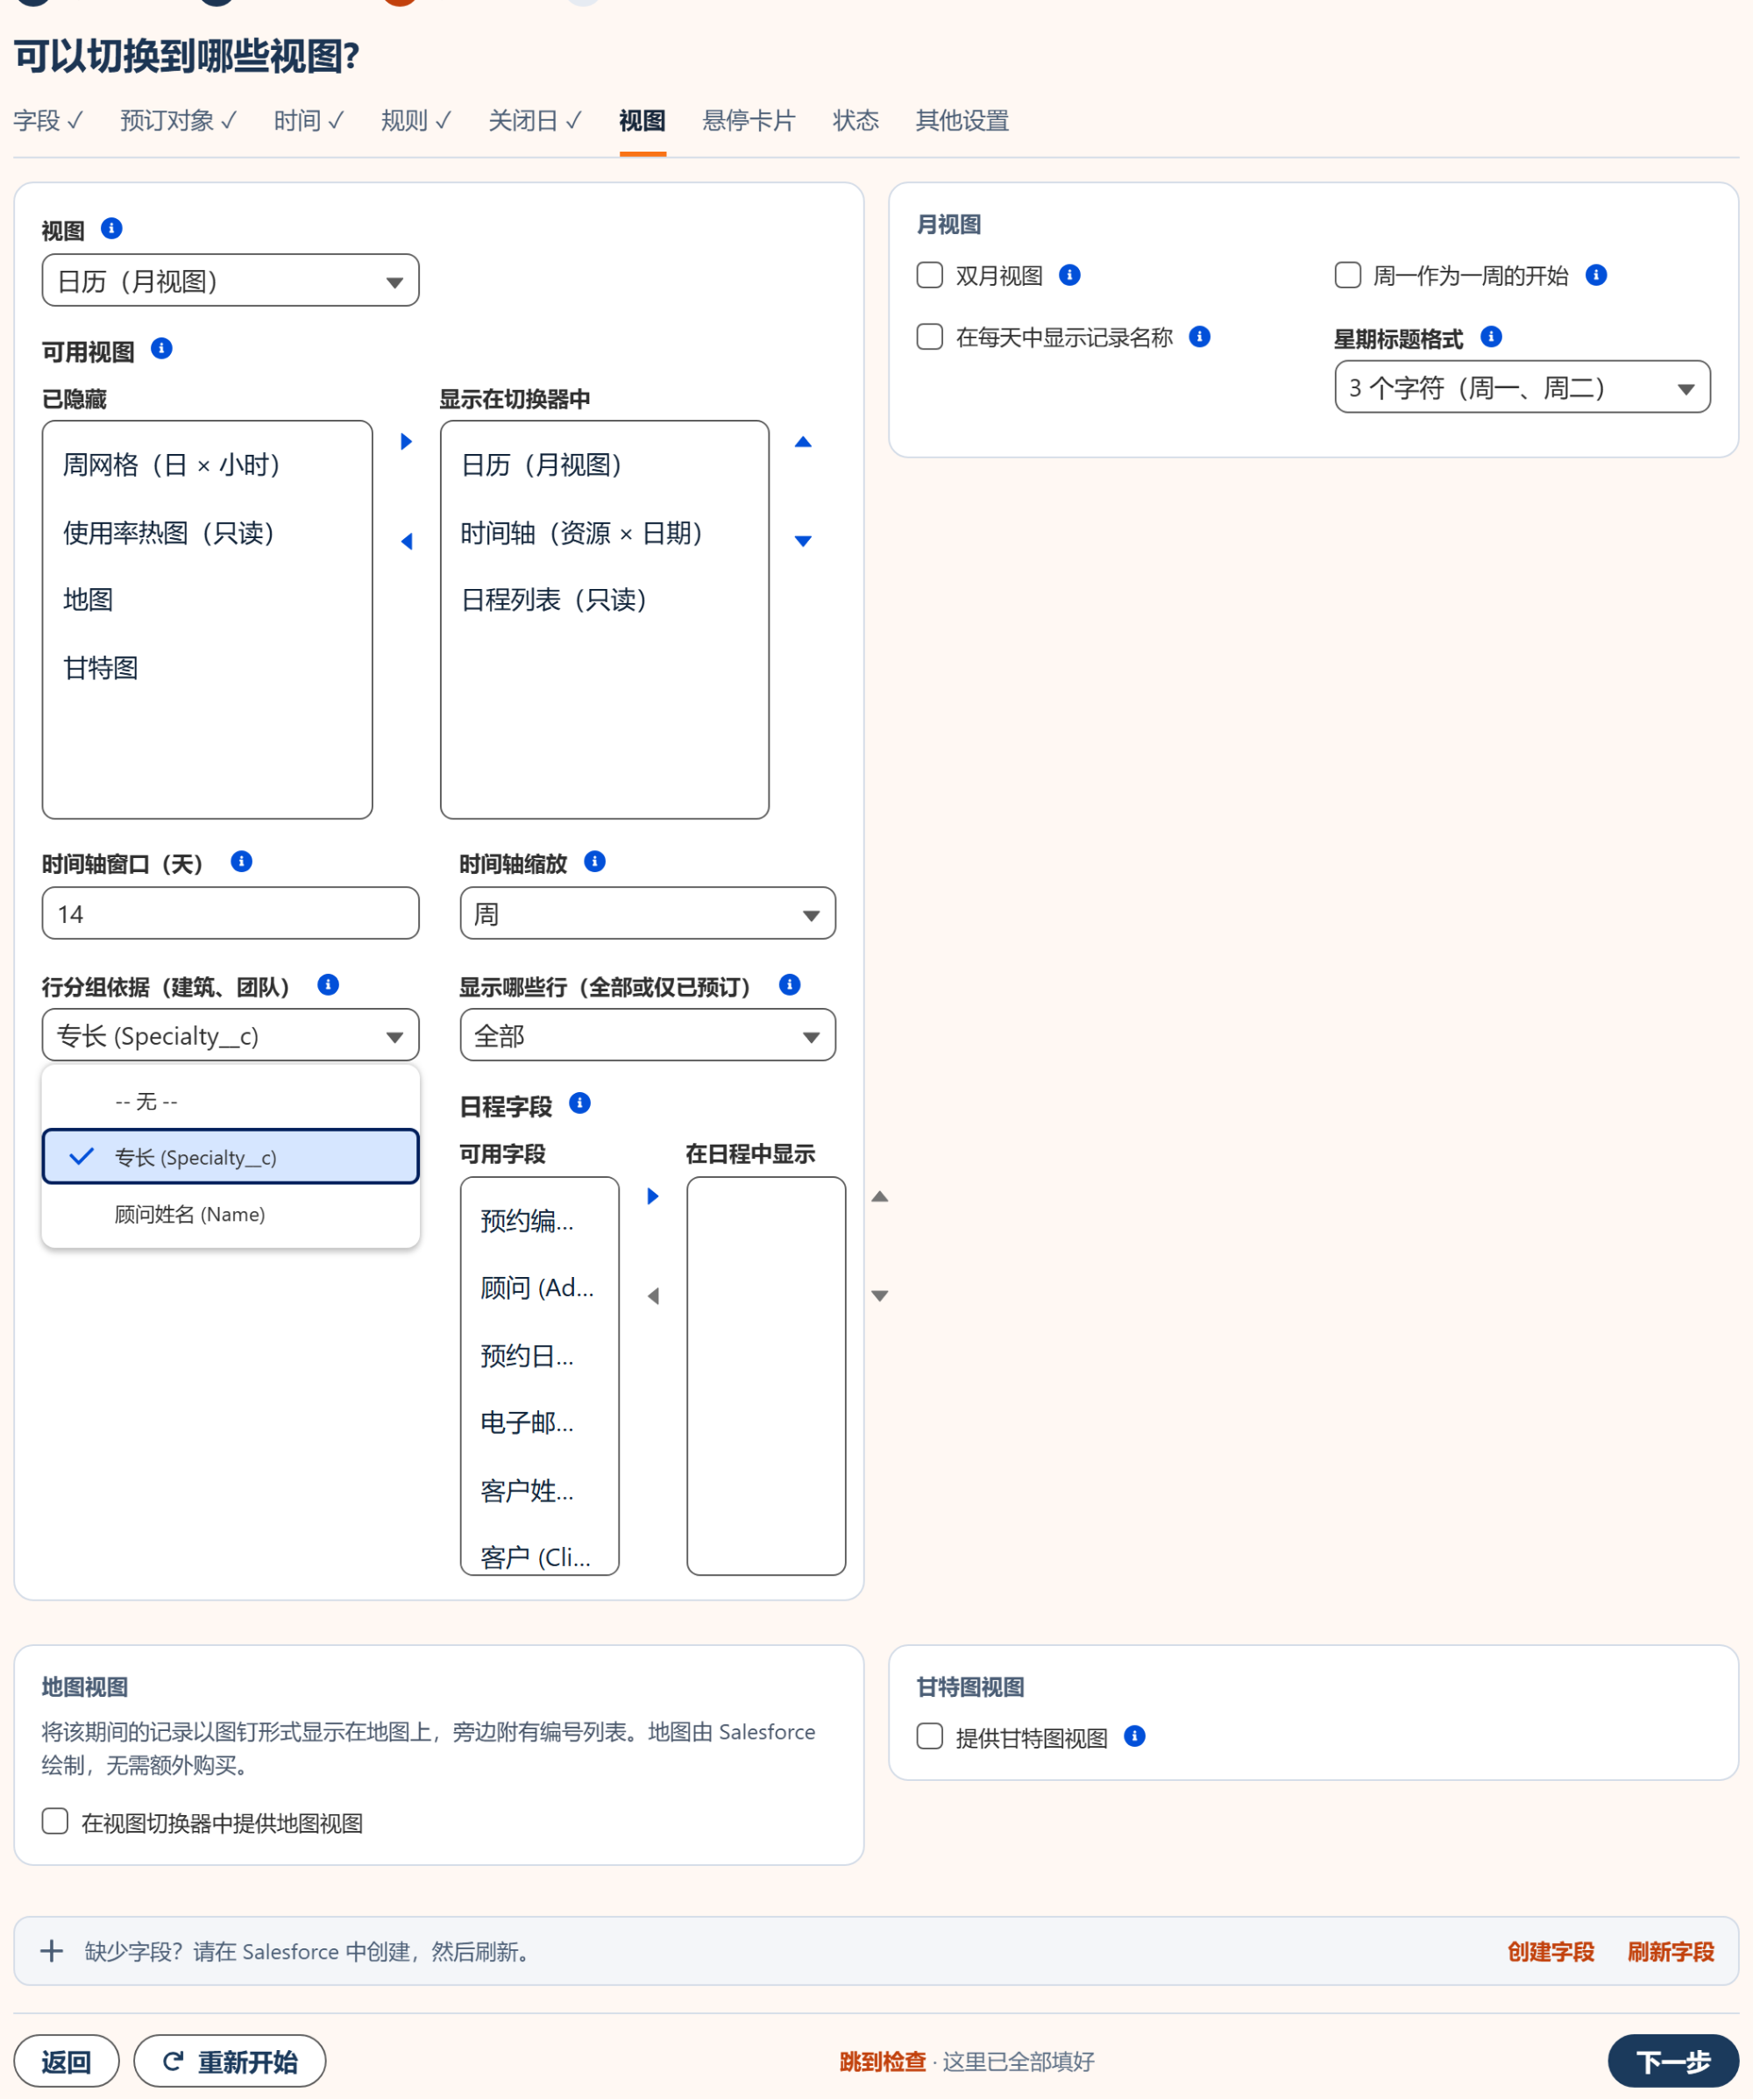 可以切换到哪些视图?
字段 ✓ 预订对象 ✓ 时间 ✓ 规则 ✓ 关闭日 ✓ 视图 悬停卡片 状态 其他设置
视图
日历（月视图）
可用视图
已隐藏
周网格（日 × 小时）
使用率热图（只读）
地图
甘特图
显示在切换器中
日历（月视图）
时间轴（资源 × 日期）
日程列表（只读）
时间轴窗口（天）
14
时间轴缩放
周
行分组依据（建筑、团队）
专长 (Specialty__c)
-- 无 --
专长 (Specialty__c)
顾问姓名 (Name)
显示哪些行（全部或仅已预订）
全部
日程字段
可用字段
预约编...
顾问 (Ad...
预约日...
电子邮...
客户姓...
客户 (Cli...
在日程中显示
月视图
双月视图
周一作为一周的开始
在每天中显示记录名称
星期标题格式
3 个字符（周一、周二）
地图视图
将该期间的记录以图钉形式显示在地图上，旁边附有编号列表。地图由 Salesforce
绘制，无需额外购买。
在视图切换器中提供地图视图
甘特图视图
提供甘特图视图
缺少字段？请在 Salesforce 中创建，然后刷新。
创建字段 刷新字段
返回 重新开始 跳到检查 · 这里已全部填好 下一步